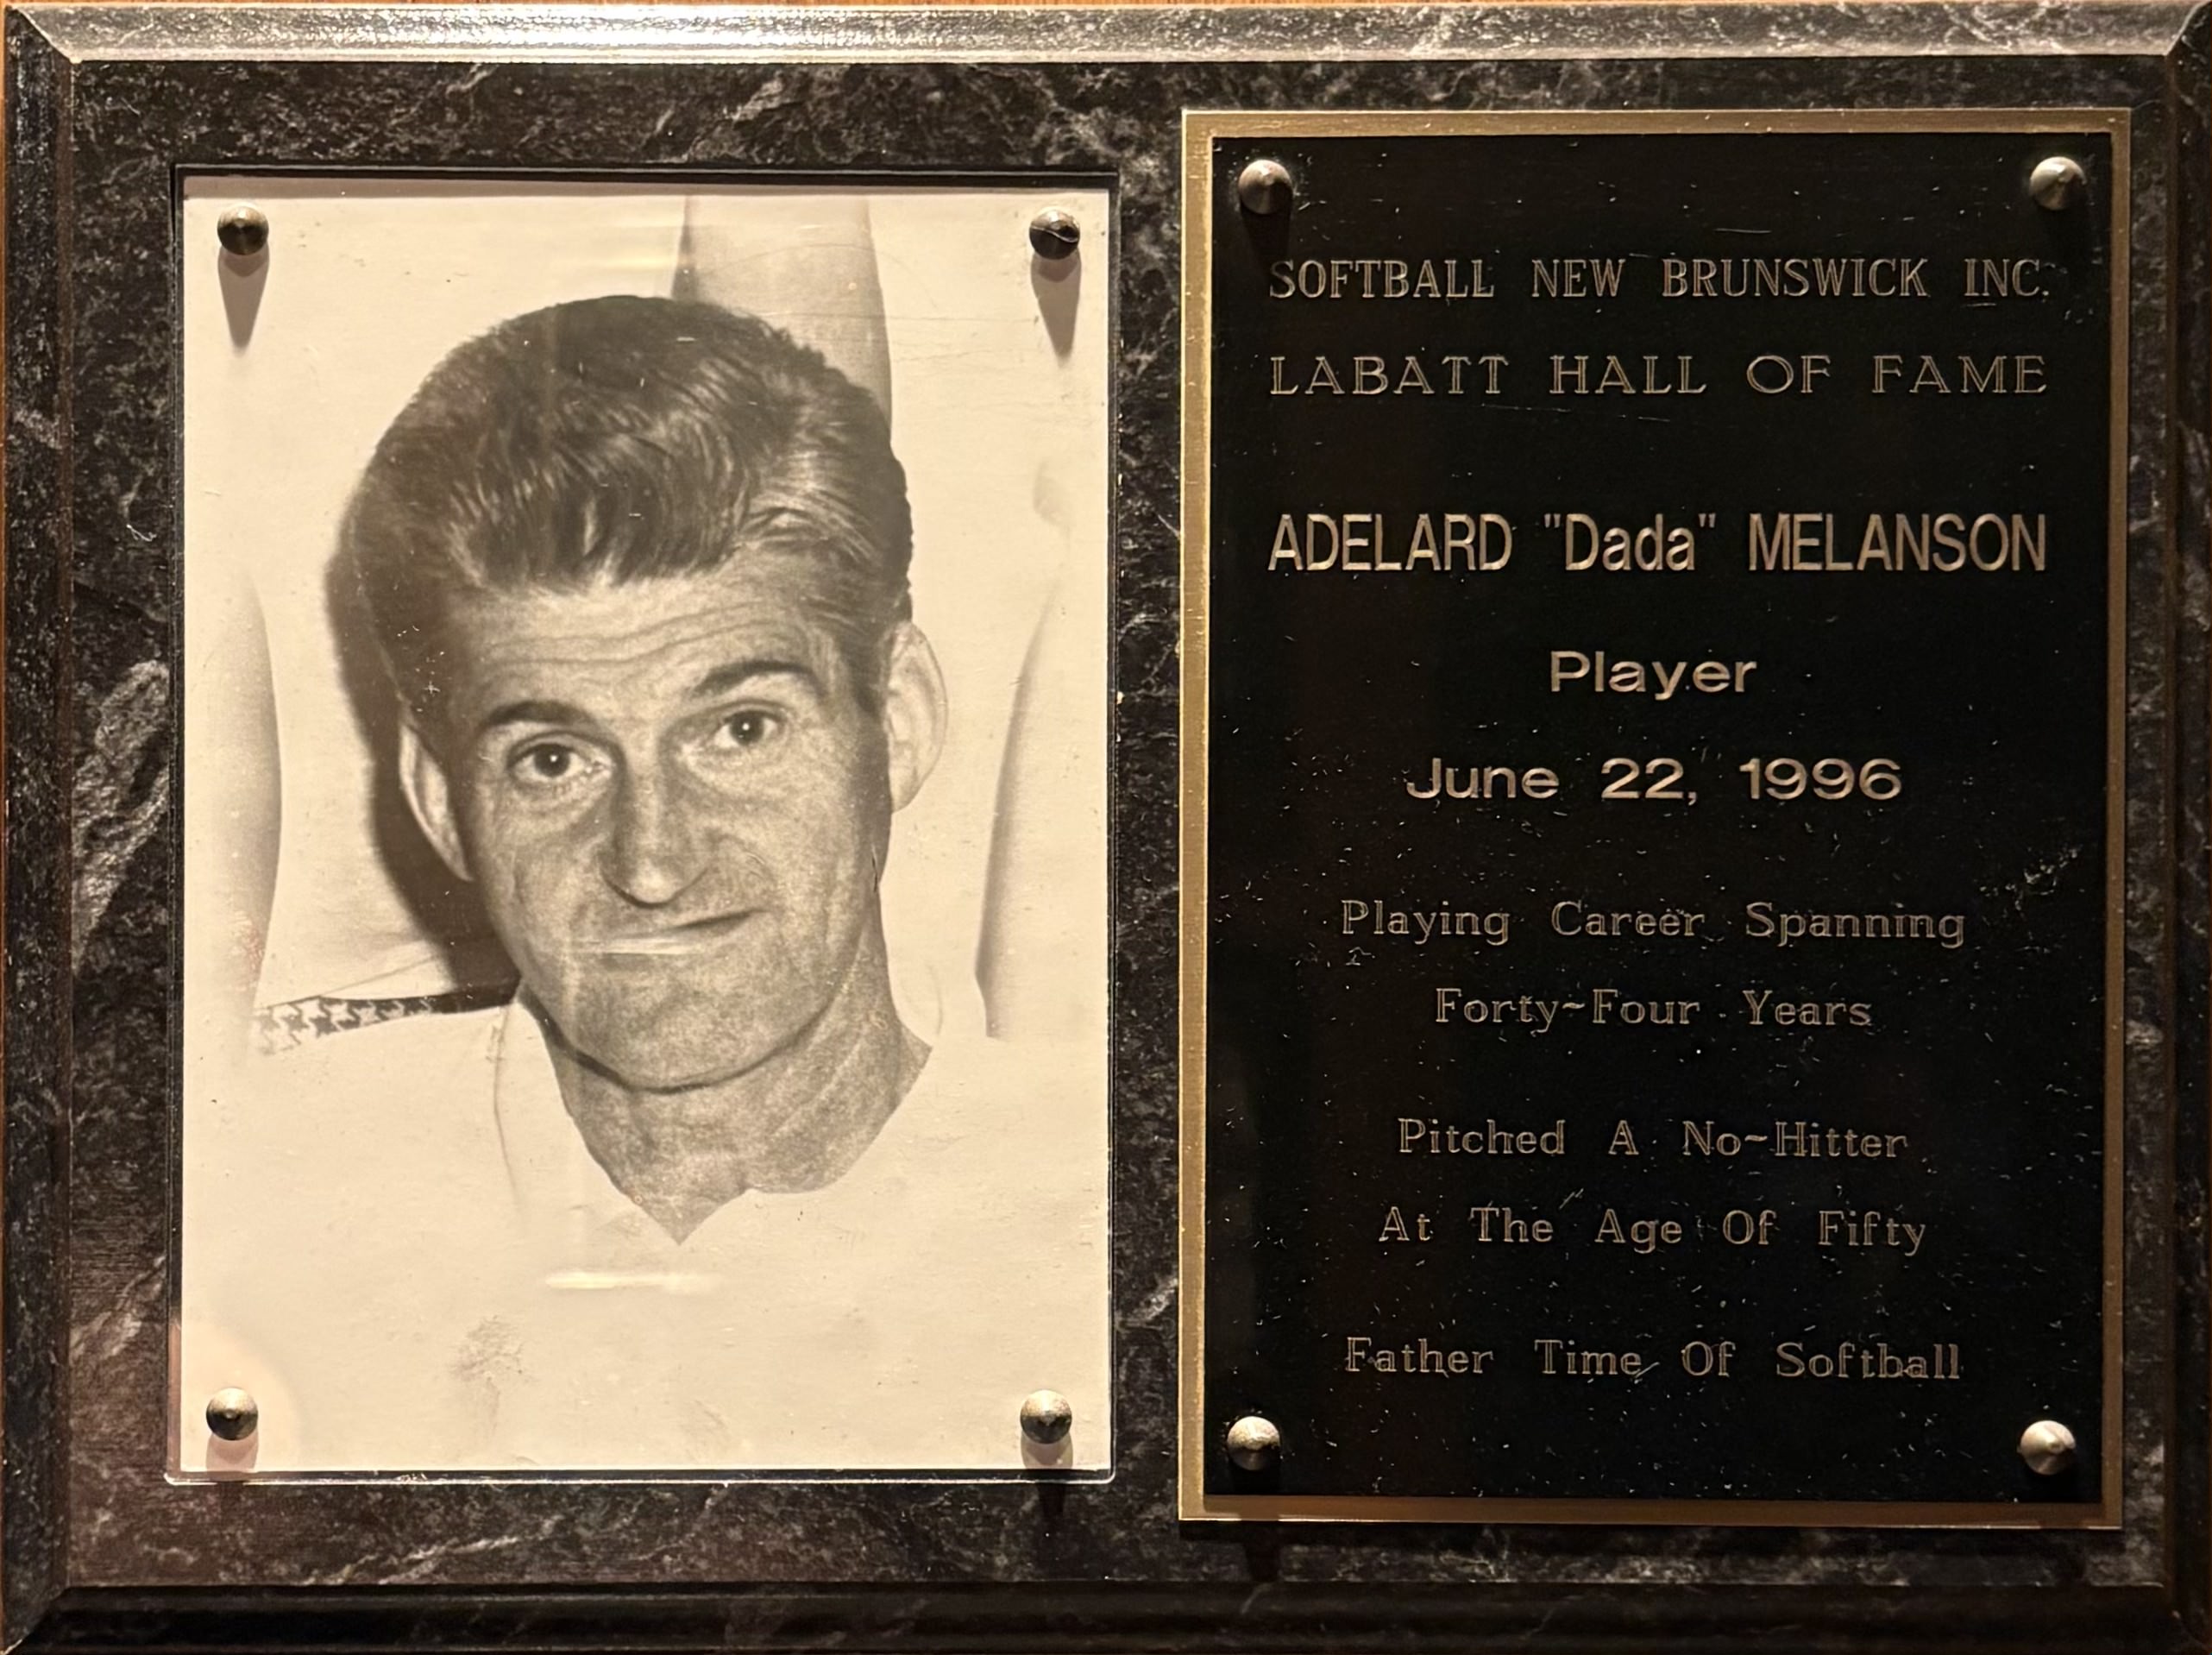 SOFTBALL NEW BRUNSWICK INC.
LABATT HALL OF FAME
ADELARD "Dada" MELANSON
Player
June 22, 1996
Playing Career Spanning
Forty-Four Years
Pitched A No-Hitter
At The Age Of Fifty
Father Time Of Softball